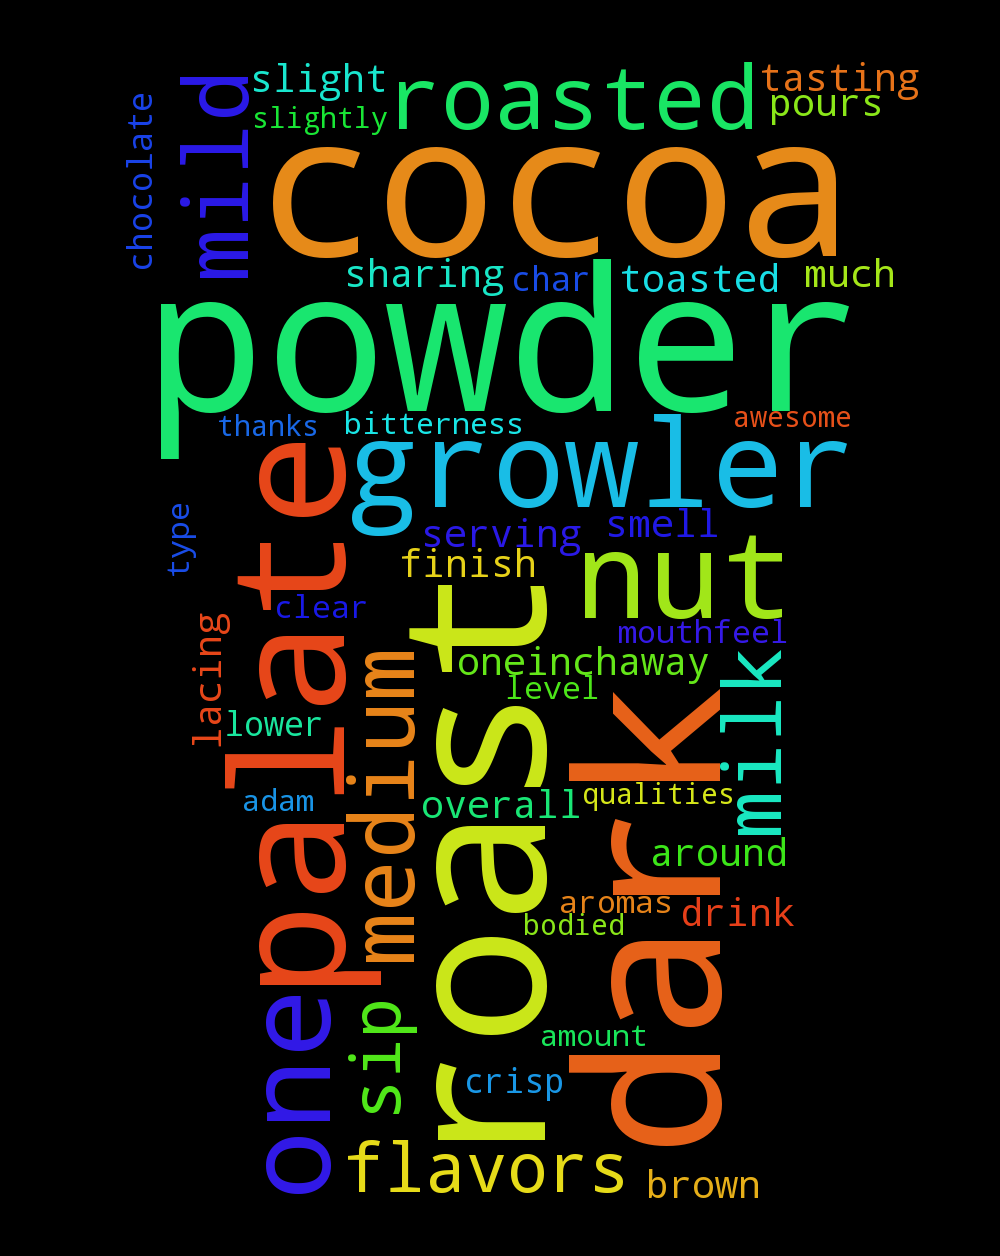 slight
roasted
tasting
slightly
pours
mild
chocolate
cocoa
sharing
char
toasted
much
powder
thanks
bitterness
awesome
growler
palate
type
serving
smell
finish
nut
clear
mouthfeel
lacing
oneinchaway
level
lower
medium
roast
dark
milk
adam
overall
qualities
around
aromas
drink
bodied
one
sip
amount
crisp
flavors
brown